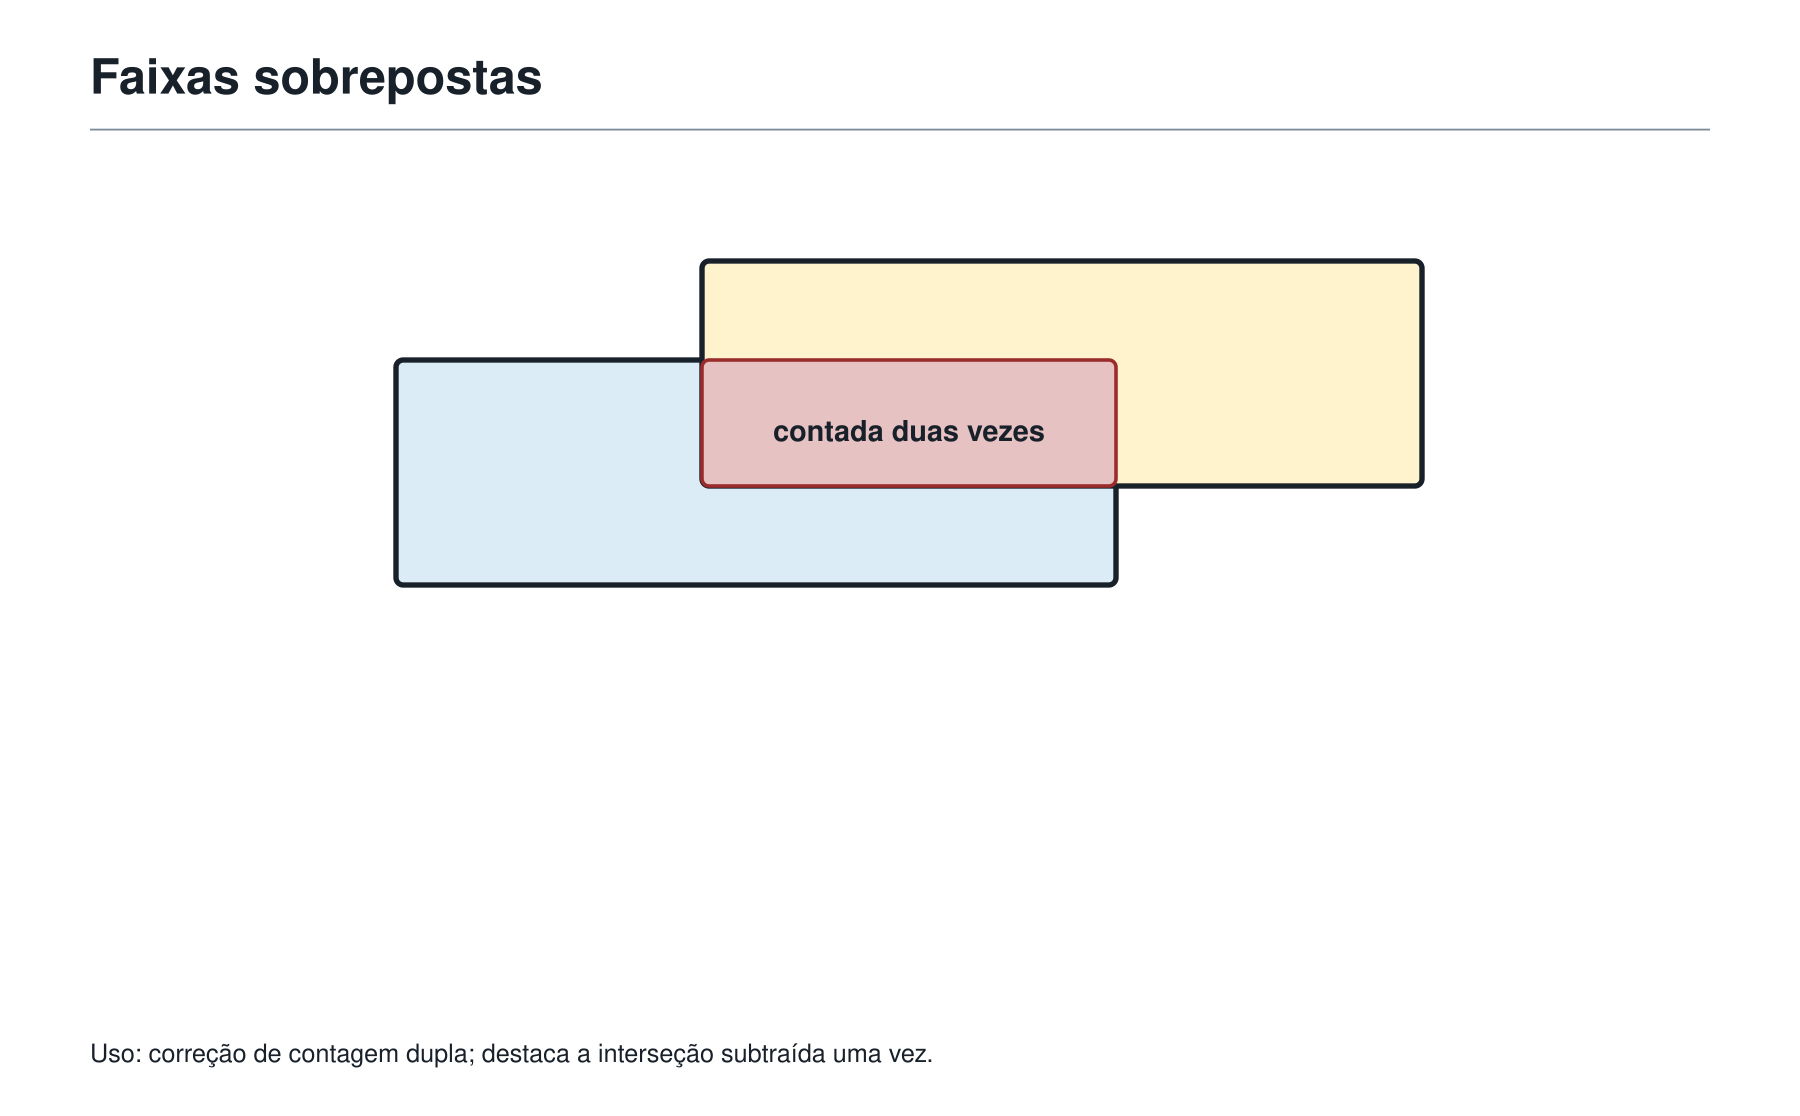 Faixas sobrepostas
contada duas vezes
Uso: correção de contagem dupla; destaca a interseção subtraída uma vez.